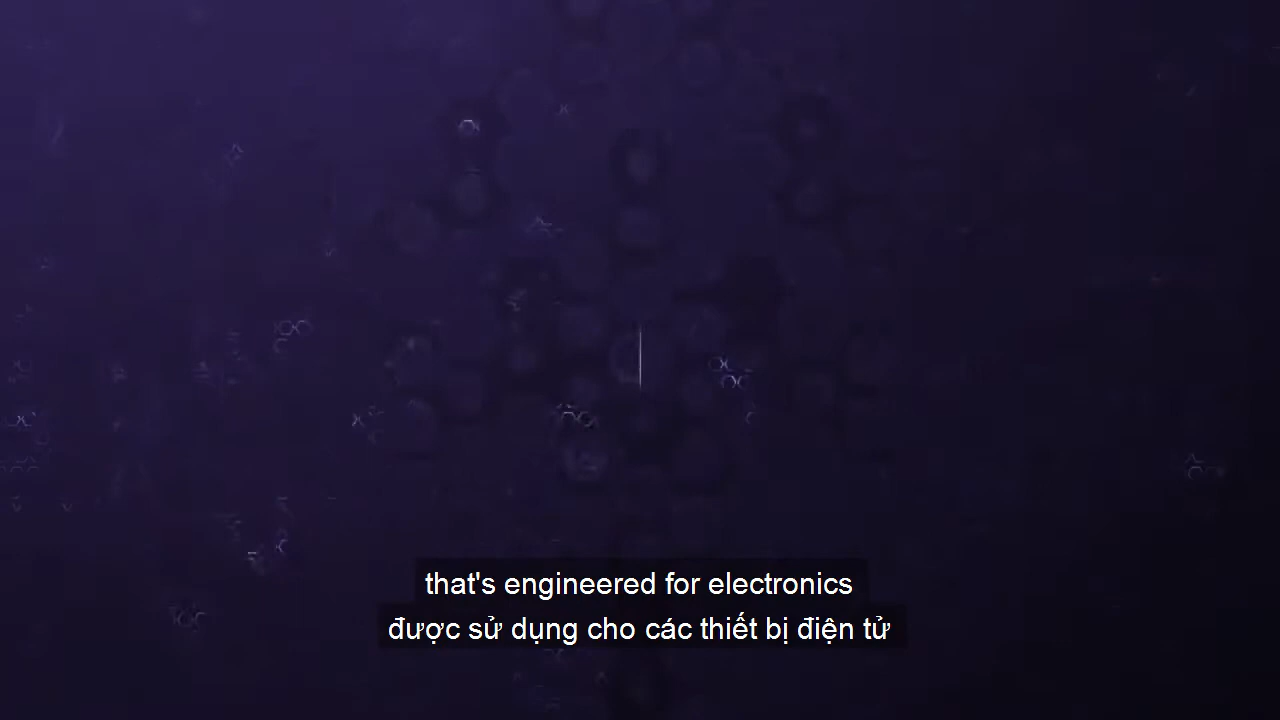 that's engineered for electronics
được sử dụng cho các thiết bị điện tử